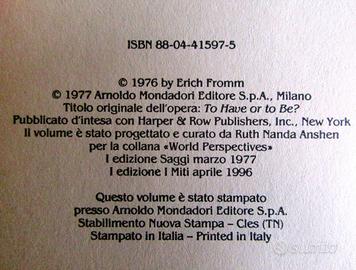 ISBN 88-04-41597-5
© 1976 by Erich Fromm
© 1977 Arnoldo Mondadori Editore S.p.A., Milano
Titolo originale dell'opera: To Have or to Be?
Pubblicato d'intesa con Harper & Row Publishers, Inc., New York
Il volume è stato progettato e curato da Ruth Nanda Anshen
per la collana «World Perspectives»
I edizione Saggi marzo 1977
I edizione I Miti aprile 1996
Questo volume è stato stampato
presso Arnoldo Mondadori Editore S.p.A.
Stabilimento Nuova Stampa – Cles (TN)
Stampato in Italia – Printed in Italy
subito